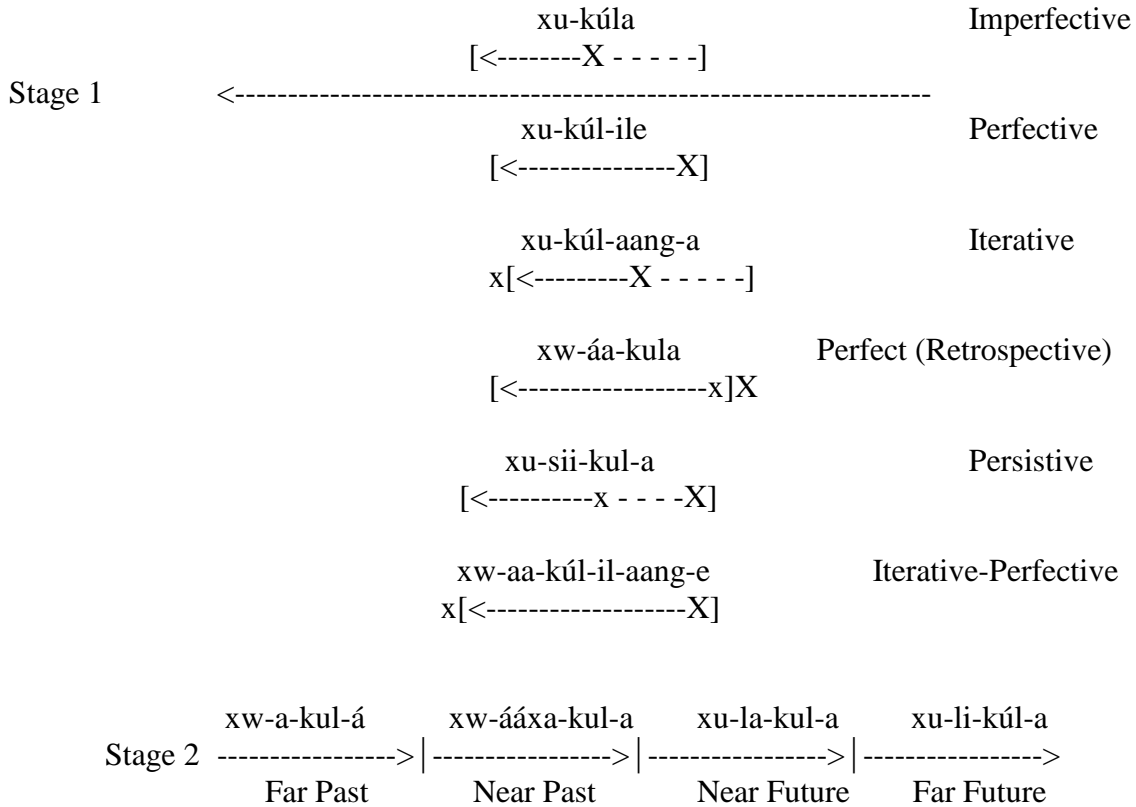 xu-kúla Imperfective
[<--------X - - - - -]
Stage 1 <------------------------------------------------------------------
xu-kúl-ile Perfective
[<---------------X]
xu-kúl-aang-a Iterative
x[<---------X - - - - -]
xw-áa-kula Perfect (Retrospective)
[<------------------x]X
xu-sii-kul-a Persistive
[<----------x - - - -X]
xw-aa-kúl-il-aang-e Iterative-Perfective
x[<-------------------X]
xw-a-kul-á xw-ááxa-kul-a xu-la-kul-a xu-li-kúl-a
Stage 2 ----------------->|----------------->|----------------->|----------------->
Far Past Near Past Near Future Far Future